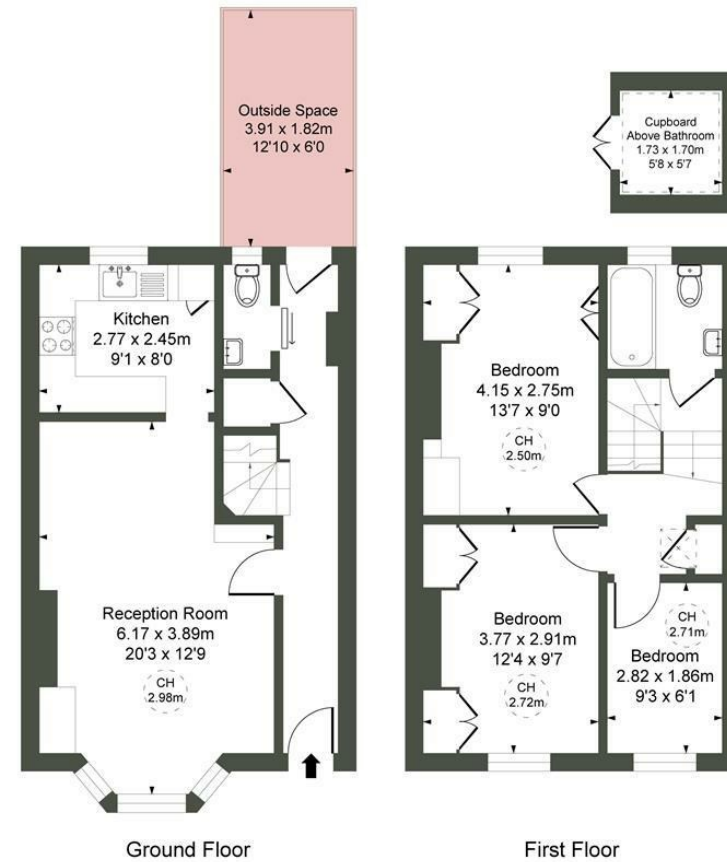 Outside Space
3.91 x 1.82m
12'10 x 6'0
Kitchen
2.77 x 2.45m
9'1 x 8'0
Reception Room
6.17 x 3.89m
20'3 x 12'9
CH
2.98m
Ground Floor
Cupboard
Above Bathroom
1.73 x 1.70m
5'8 x 5'7
Bedroom
4.15 x 2.75m
13'7 x 9'0
CH
2.50m
Bedroom
3.77 x 2.91m
12'4 x 9'7
CH
2.72m
CH
2.71m
Bedroom
2.82 x 1.86m
9'3 x 6'1
First Floor